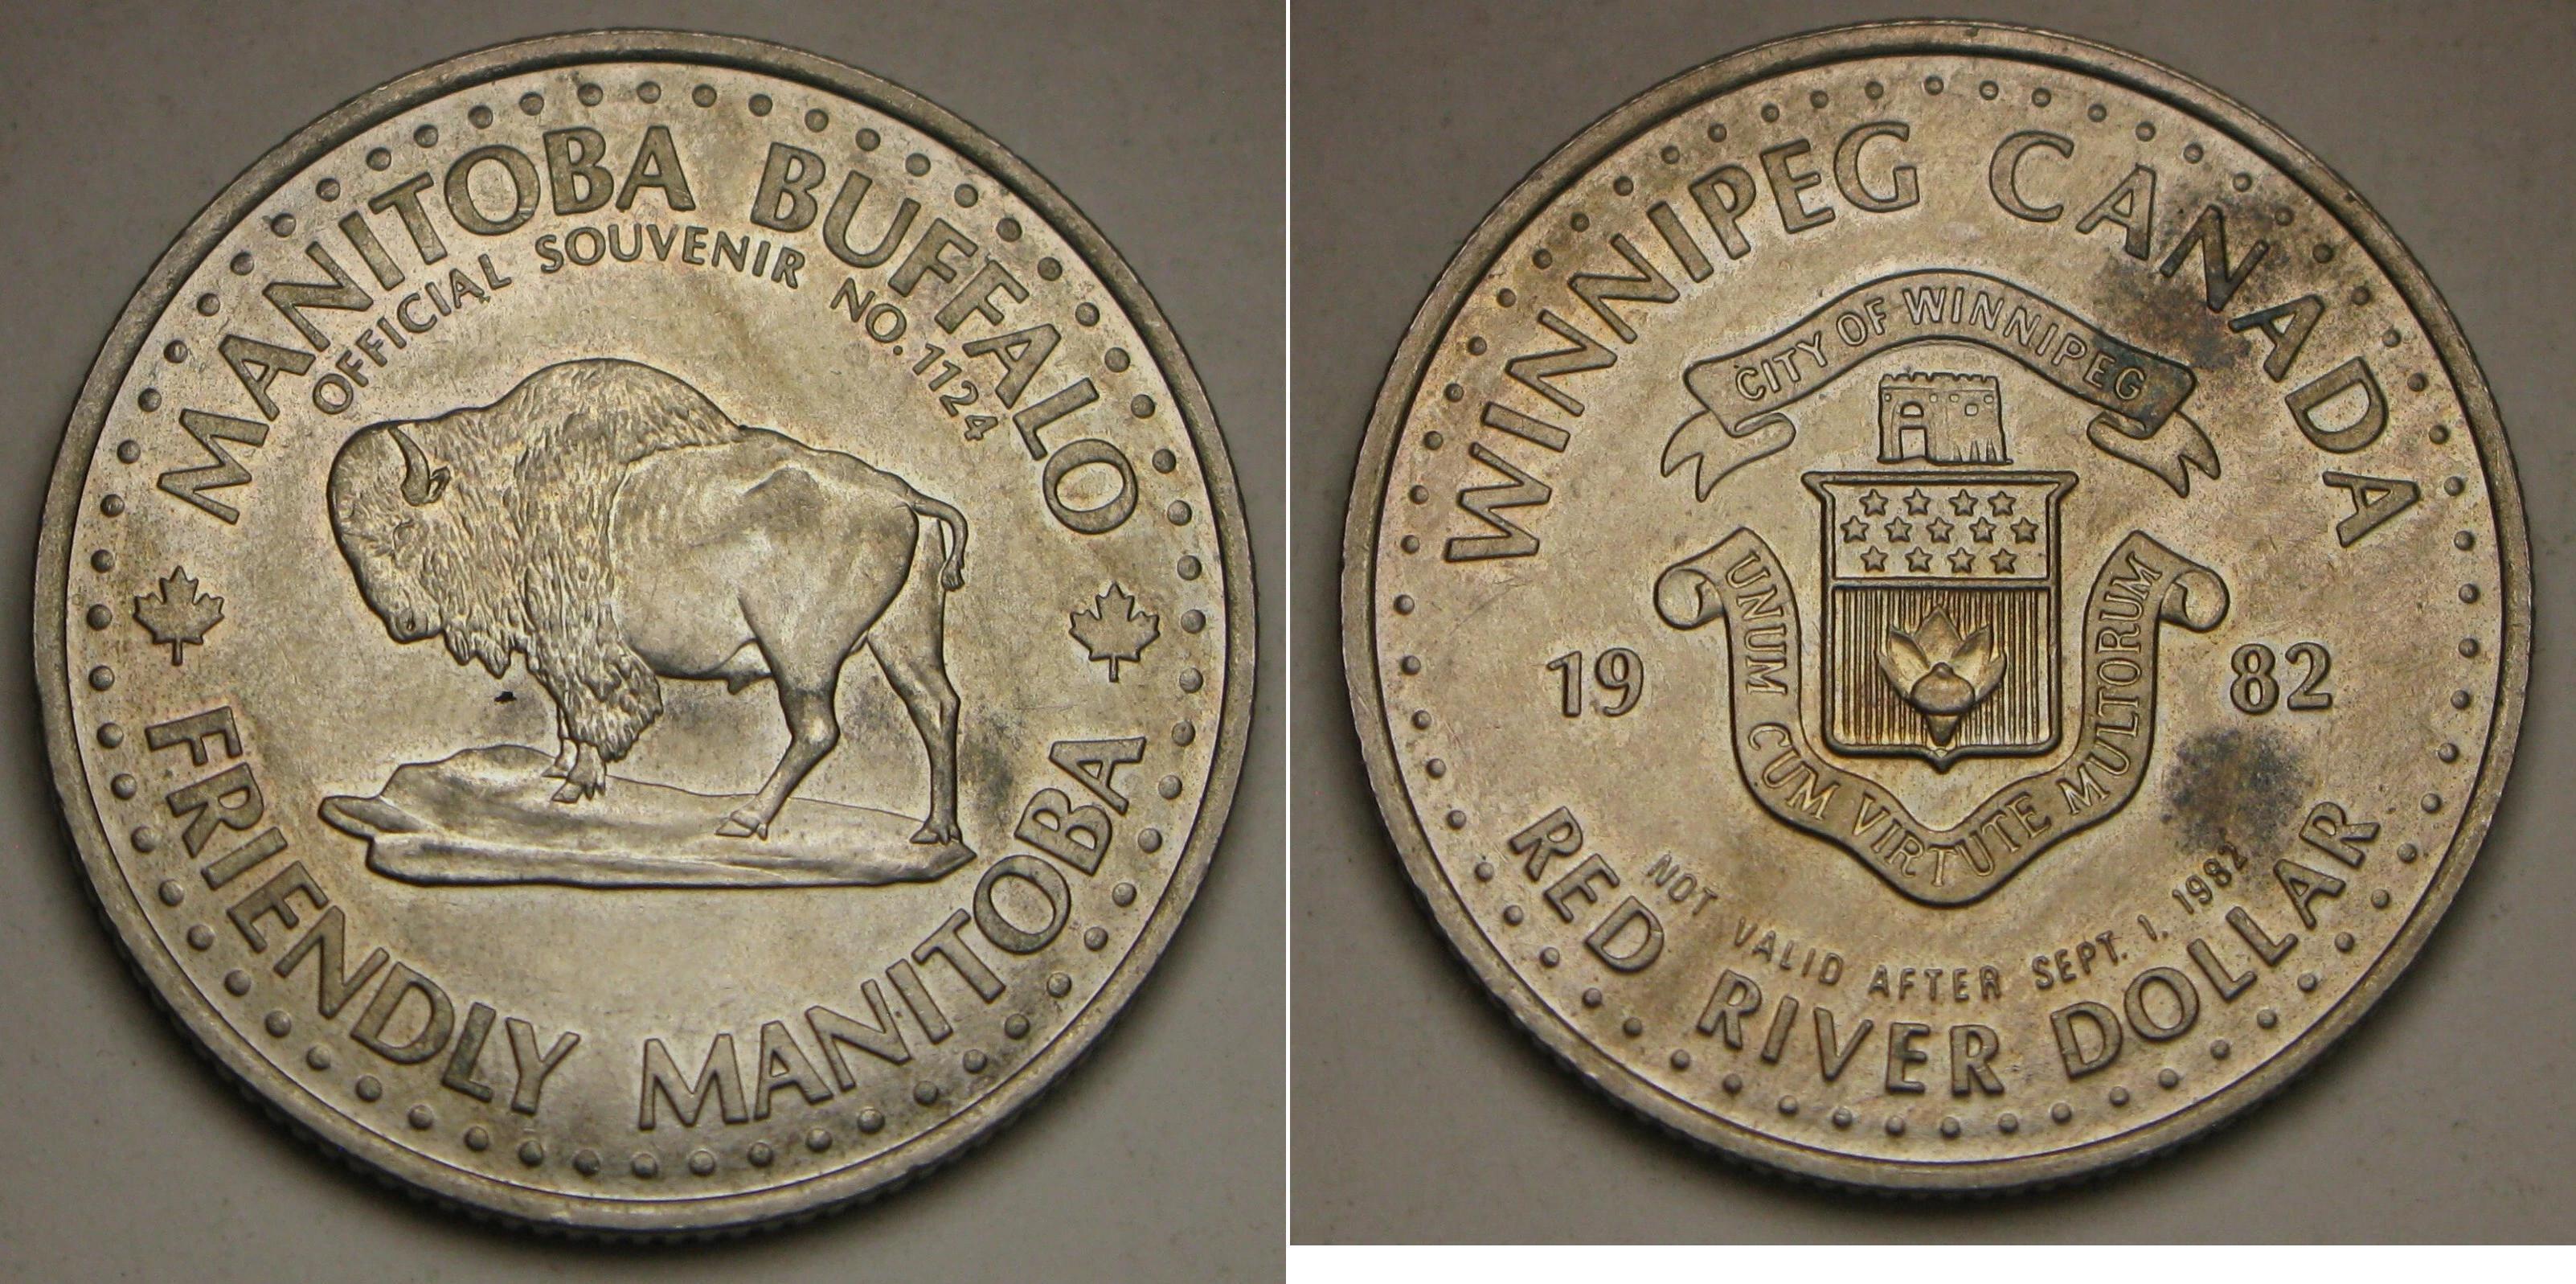 MANITOBA BUFFALO
OFFICIAL SOUVENIR NO. 1124
FRIENDLY MANITOBA
WINNIPEG CANADA
CITY OF WINNIPEG
UNUM CUM VIRTUTE MULTORUM
19 82
NOT VALID AFTER SEPT. 1, 1982
RED RIVER DOLLAR